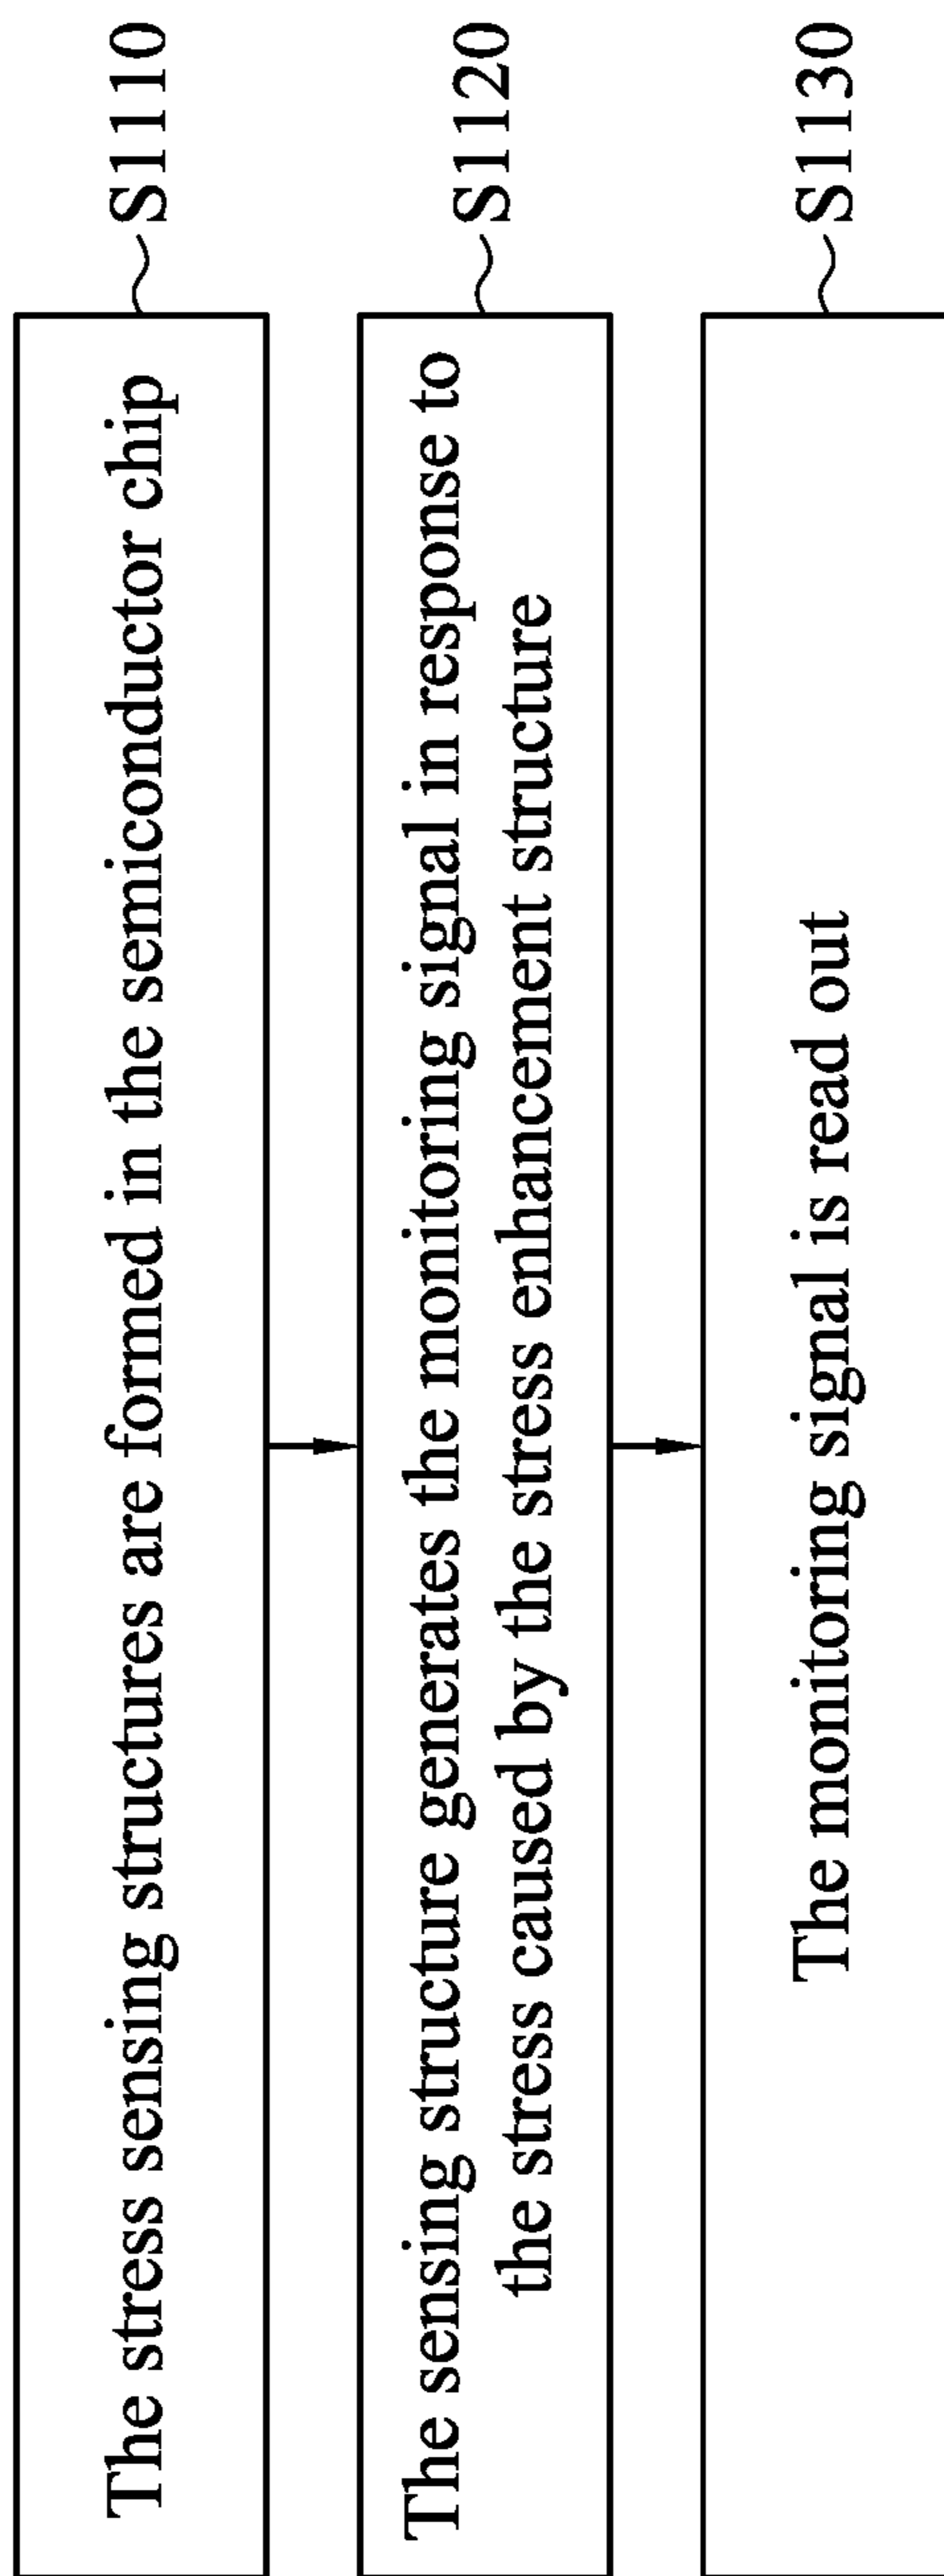 The stress sensing structures are formed in the semiconductor chip
S1110
The sensing structure generates the monitoring signal in response to
the stress caused by the stress enhancement structure
S1120
The monitoring signal is read out
S1130